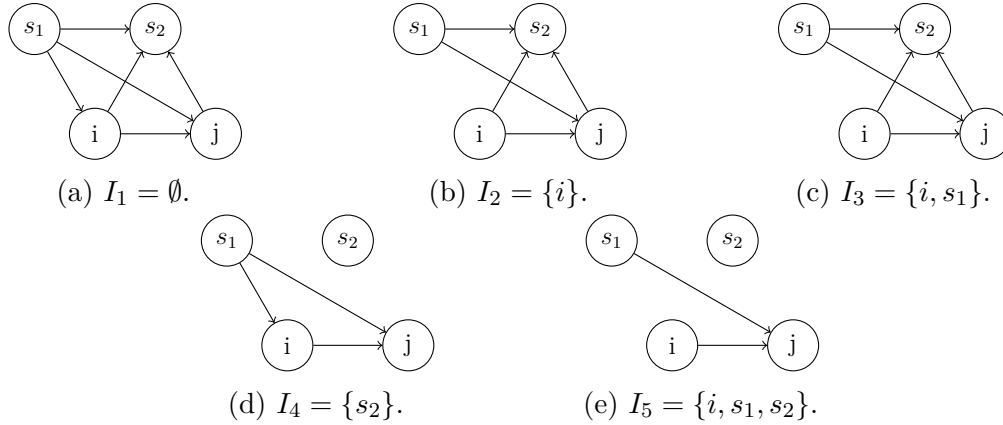 s₁ s₂ s₁ s₂ s₁ s₂
i j i j i j
(a) I₁ = ∅. (b) I₂ = {i}. (c) I₃ = {i, s₁}.
s₁ s₂ s₁ s₂
i j i j
(d) I₄ = {s₂}. (e) I₅ = {i, s₁, s₂}.